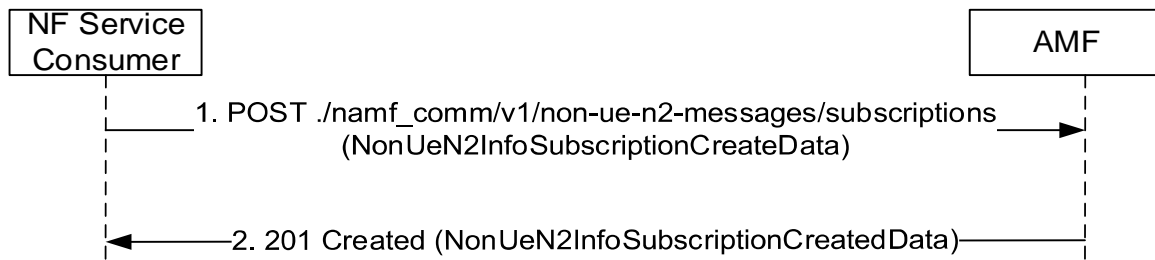 NF Service
Consumer
AMF
1. POST ./namf_comm/v1/non-ue-n2-messages/subscriptions
(NonUeN2InfoSubscriptionCreateData)
2. 201 Created (NonUeN2InfoSubscriptionCreatedData)